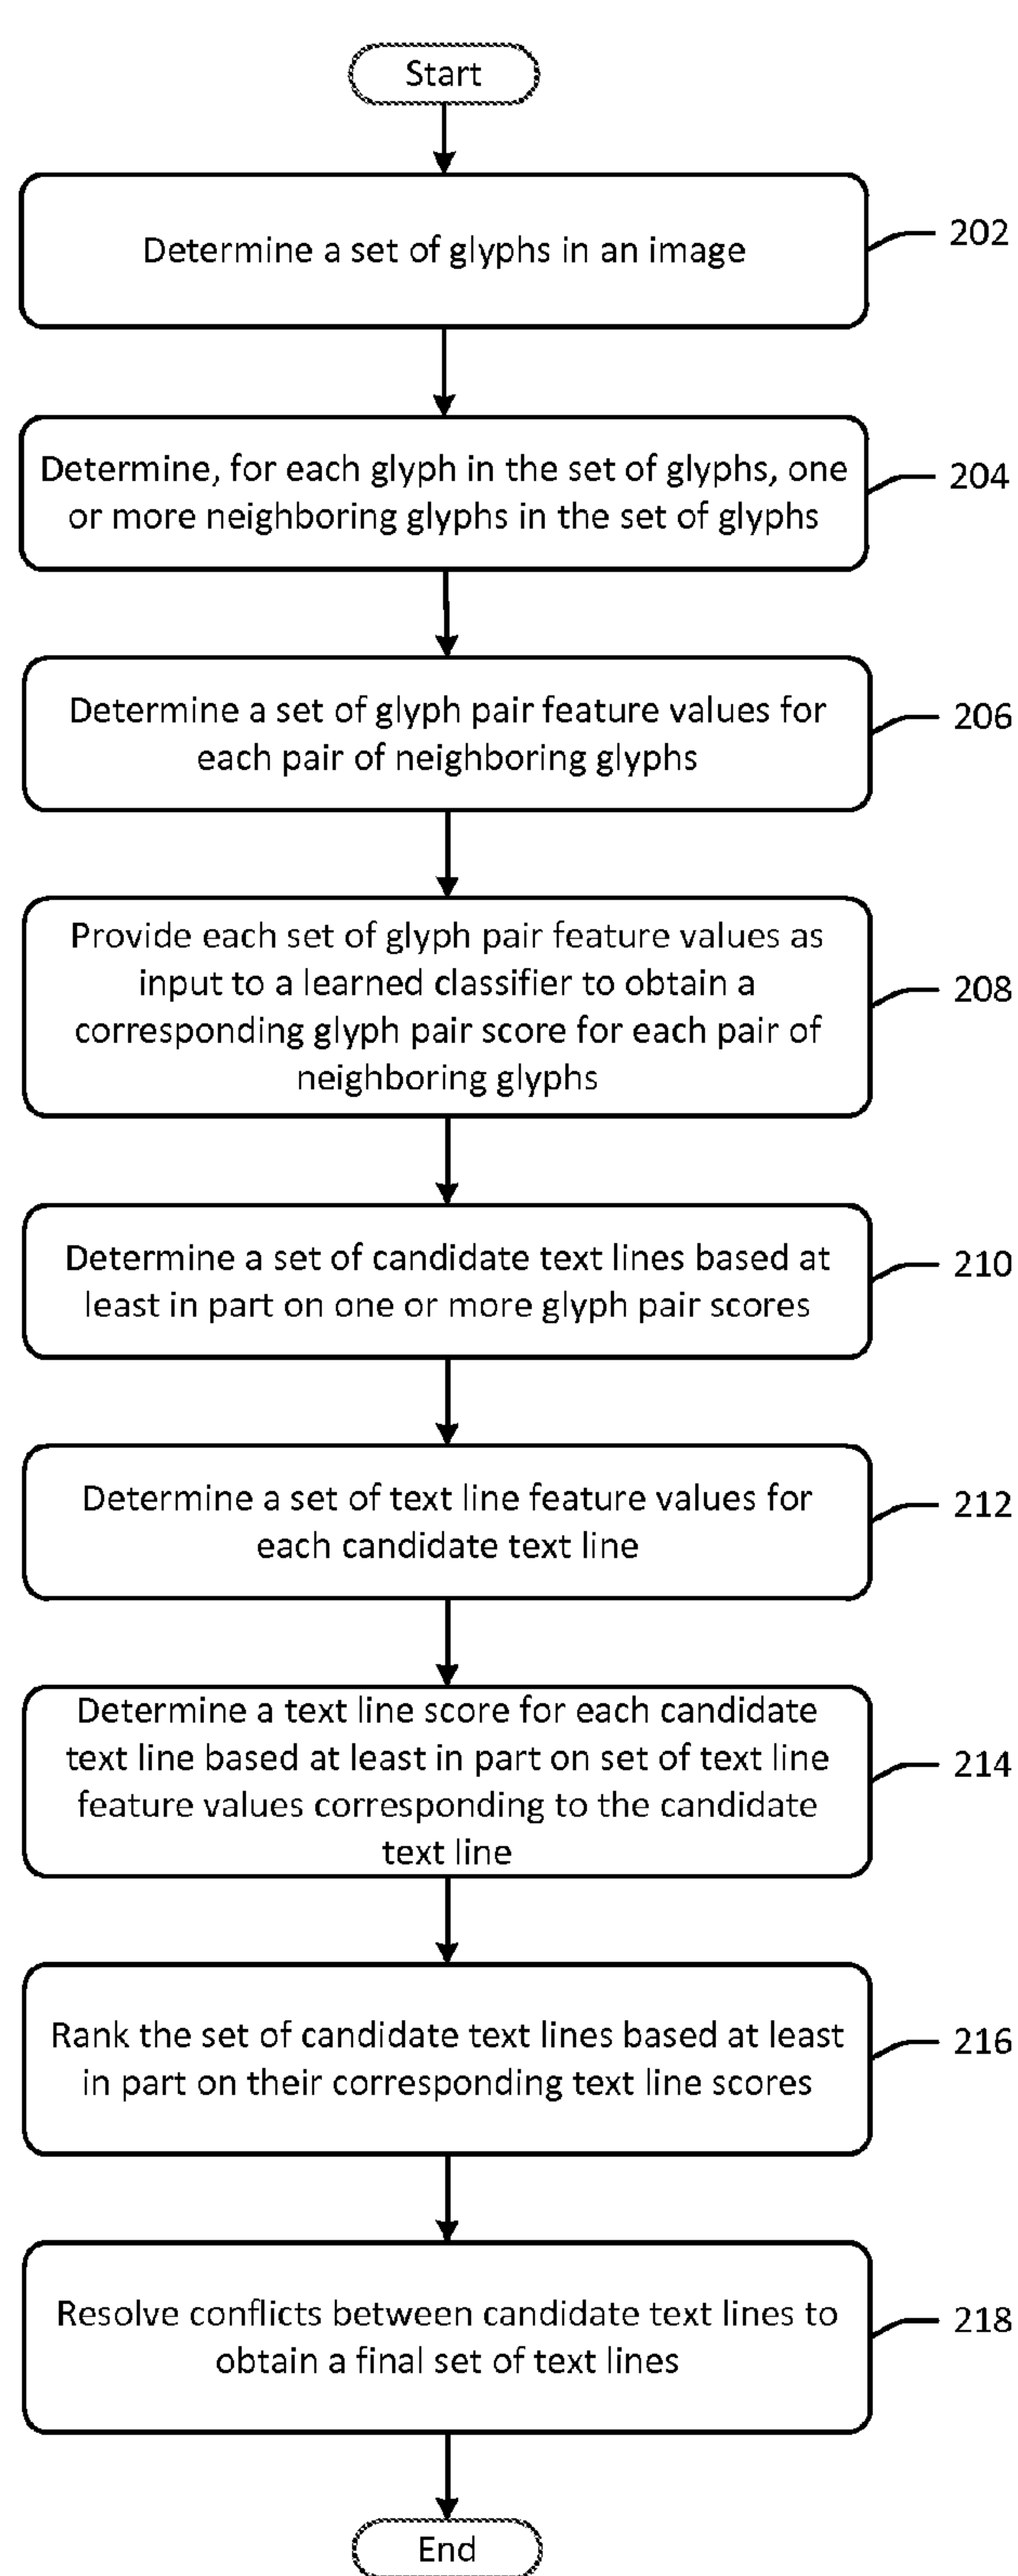 Start
Determine a set of glyphs in an image
202
Determine, for each glyph in the set of glyphs, one
or more neighboring glyphs in the set of glyphs
204
Determine a set of glyph pair feature values for
each pair of neighboring glyphs
206
Provide each set of glyph pair feature values as
input to a learned classifier to obtain a
corresponding glyph pair score for each pair of
neighboring glyphs
208
Determine a set of candidate text lines based at
least in part on one or more glyph pair scores
210
Determine a set of text line feature values for
each candidate text line
212
Determine a text line score for each candidate
text line based at least in part on set of text line
feature values corresponding to the candidate
text line
214
Rank the set of candidate text lines based at least
in part on their corresponding text line scores
216
Resolve conflicts between candidate text lines to
obtain a final set of text lines
218
End